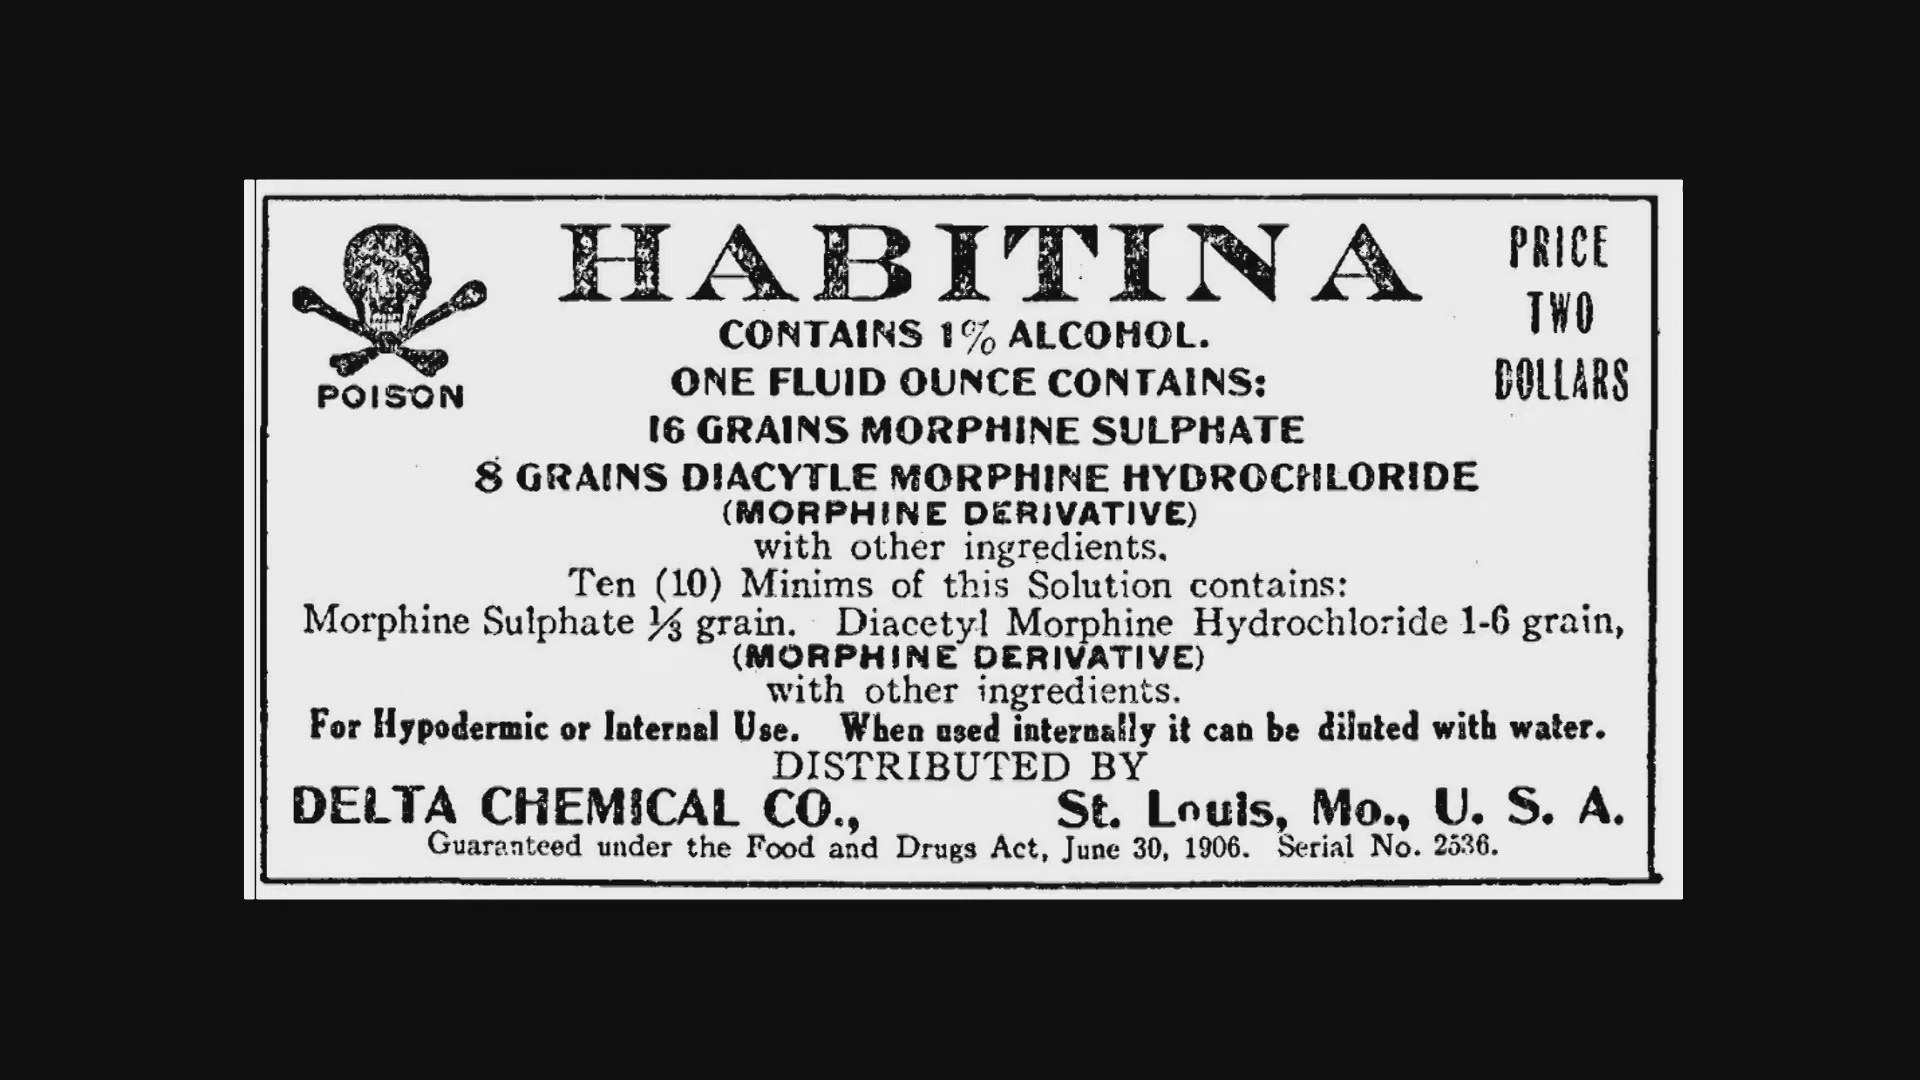 HABITINA
PRICE
TWO
DOLLARS
POISON
CONTAINS 1% ALCOHOL.
ONE FLUID OUNCE CONTAINS:
16 GRAINS MORPHINE SULPHATE
8 GRAINS DIACYTLE MORPHINE HYDROCHLORIDE
(MORPHINE DERIVATIVE)
with other ingredients.
Ten (10) Minims of this Solution contains:
Morphine Sulphate ⅓ grain. Diacetyl Morphine Hydrochloride 1-6 grain,
(MORPHINE DERIVATIVE)
with other ingredients.
For Hypodermic or Internal Use. When used internally it can be diluted with water.
DISTRIBUTED BY
DELTA CHEMICAL CO., St. Louis, Mo., U. S. A.
Guaranteed under the Food and Drugs Act, June 30, 1906. Serial No. 2536.